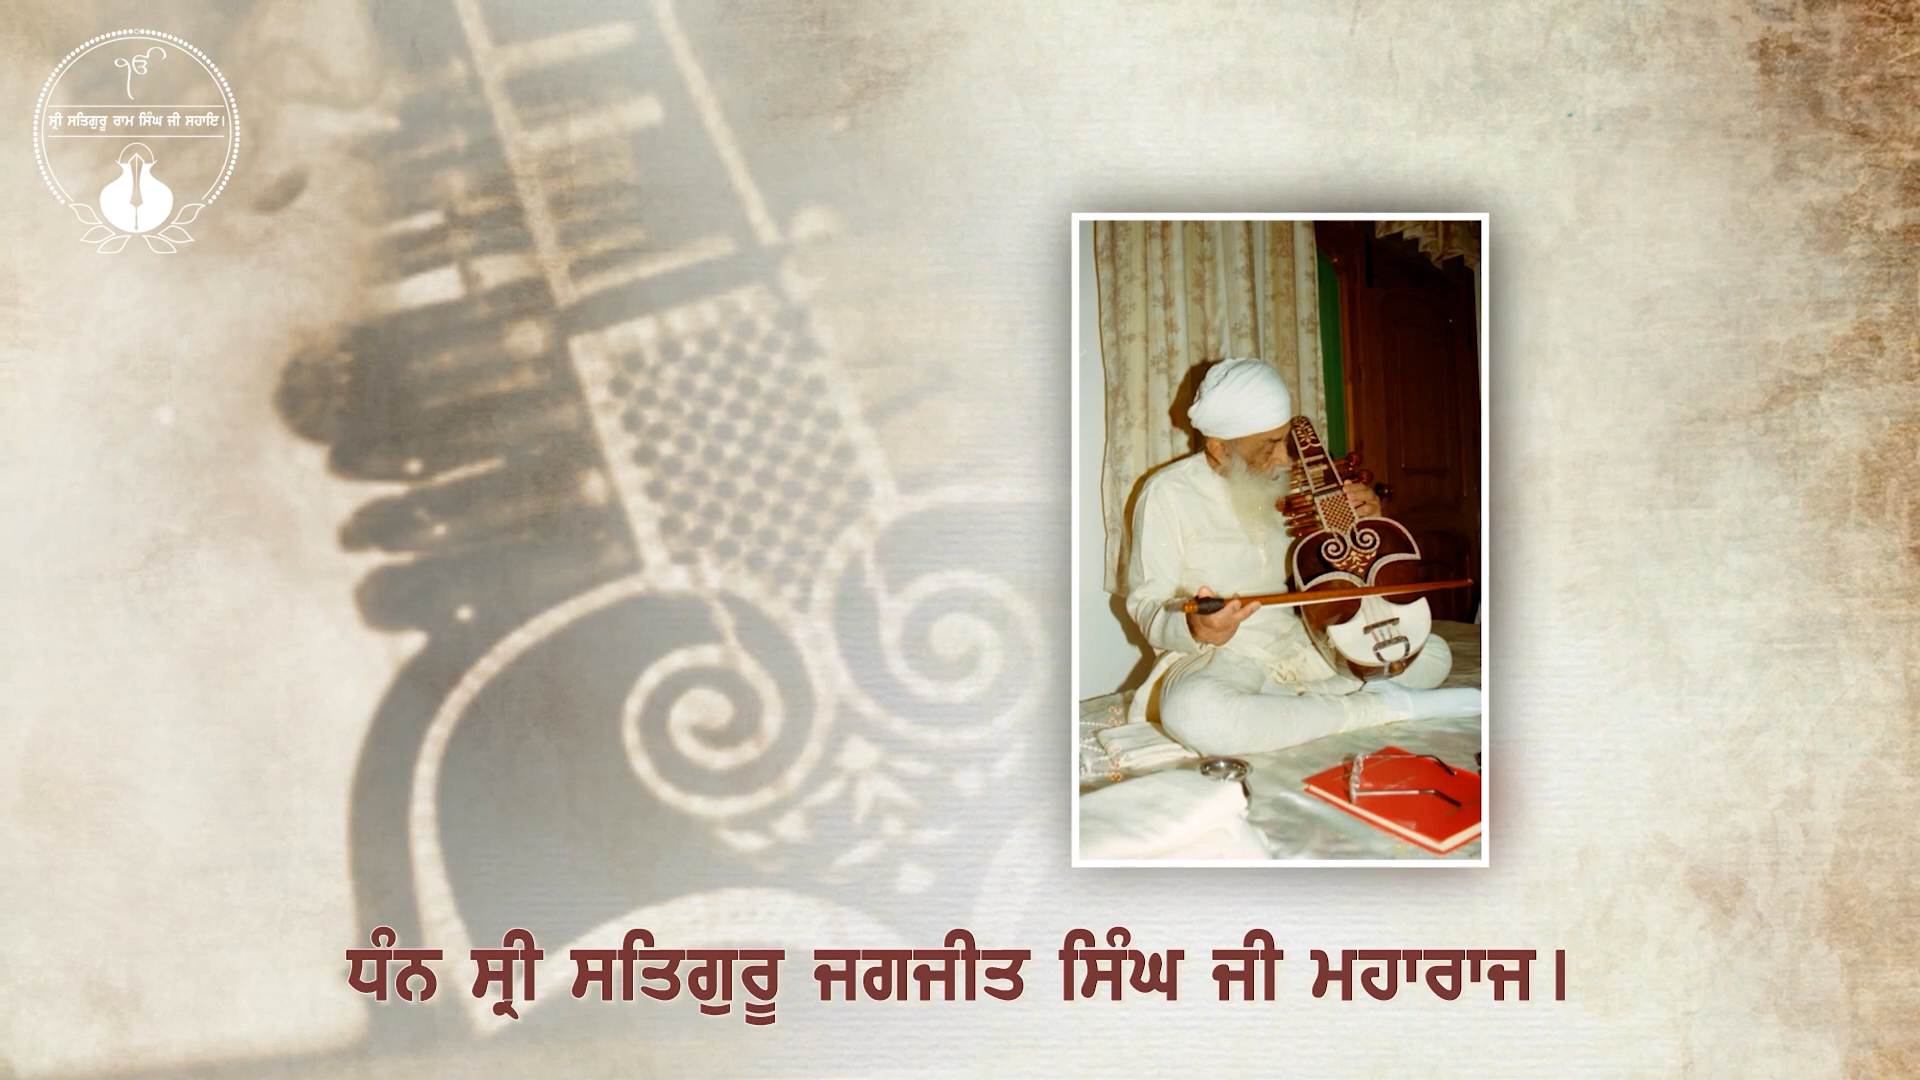 ੴ
ਸ੍ਰੀ ਸਤਿਗੁਰੂ ਰਾਮ ਸਿੰਘ ਜੀ ਸਹਾਇ।
ਧੰਨ ਸ੍ਰੀ ਸਤਿਗੁਰੂ ਜਗਜੀਤ ਸਿੰਘ ਜੀ ਮਹਾਰਾਜ।